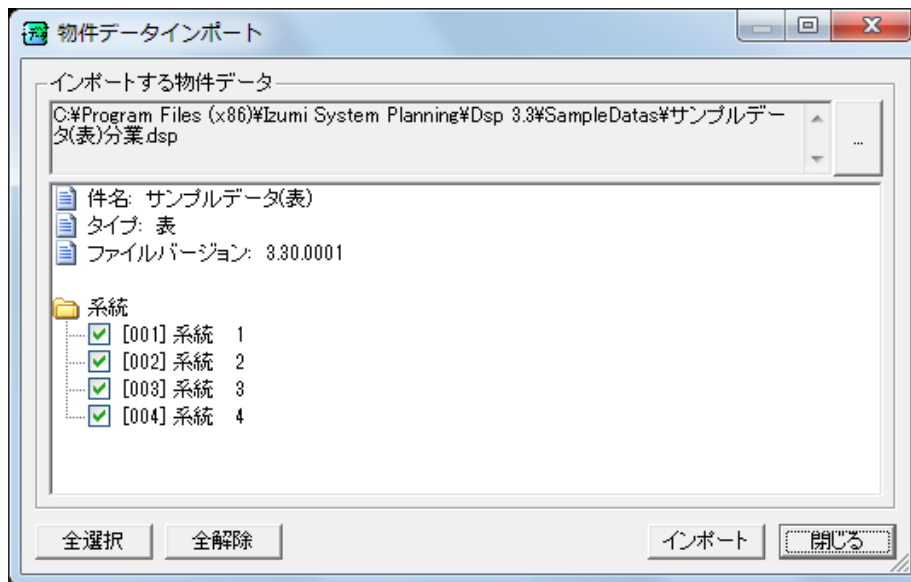 物件データインポート
インポートする物件データ
C:¥Program Files (x86)¥Izumi System Planning¥Dsp 3.3¥SampleDatas¥サンプルデー
タ(表)分業.dsp
...
件名: サンプルデータ(表)
タイプ: 表
ファイルバージョン: 3.30.0001
系統
[001] 系統 1
[002] 系統 2
[003] 系統 3
[004] 系統 4
全選択 全解除 インポート 閉じる